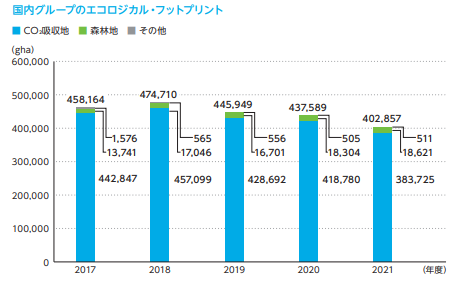 国内グループのエコロジカル・フットプリント
CO₂吸収地 森林地 その他
(gha)
600,000
500,000
400,000
300,000
200,000
100,000
0
458,164 474,710 445,949 437,589 402,857
1,576 565 556 505 511
13,741 17,046 16,701 18,304 18,621
442,847 457,099 428,692 418,780 383,725
2017 2018 2019 2020 2021 (年度)